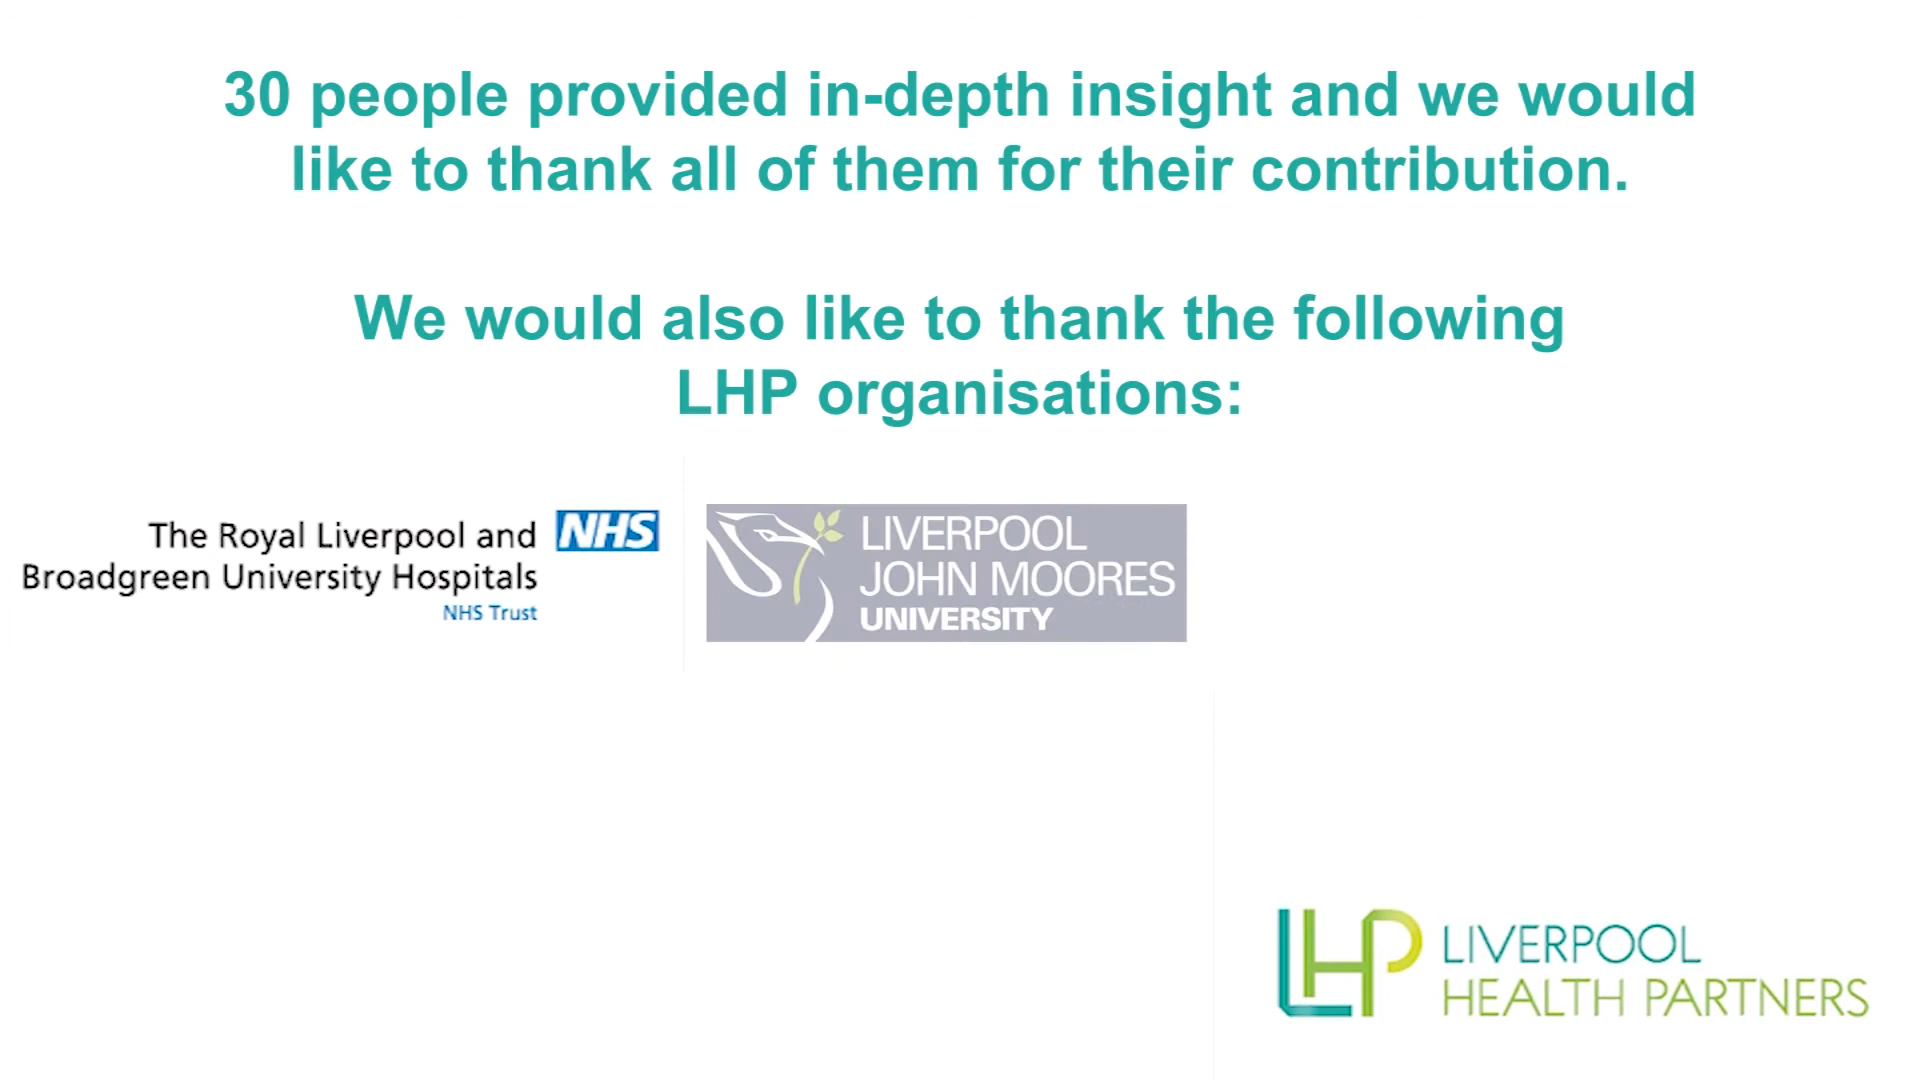 30 people provided in-depth insight and we would
like to thank all of them for their contribution.
We would also like to thank the following
LHP organisations:
The Royal Liverpool and NHS
Broadgreen University Hospitals
NHS Trust
LIVERPOOL
JOHN MOORES
UNIVERSITY
LHP LIVERPOOL
HEALTH PARTNERS